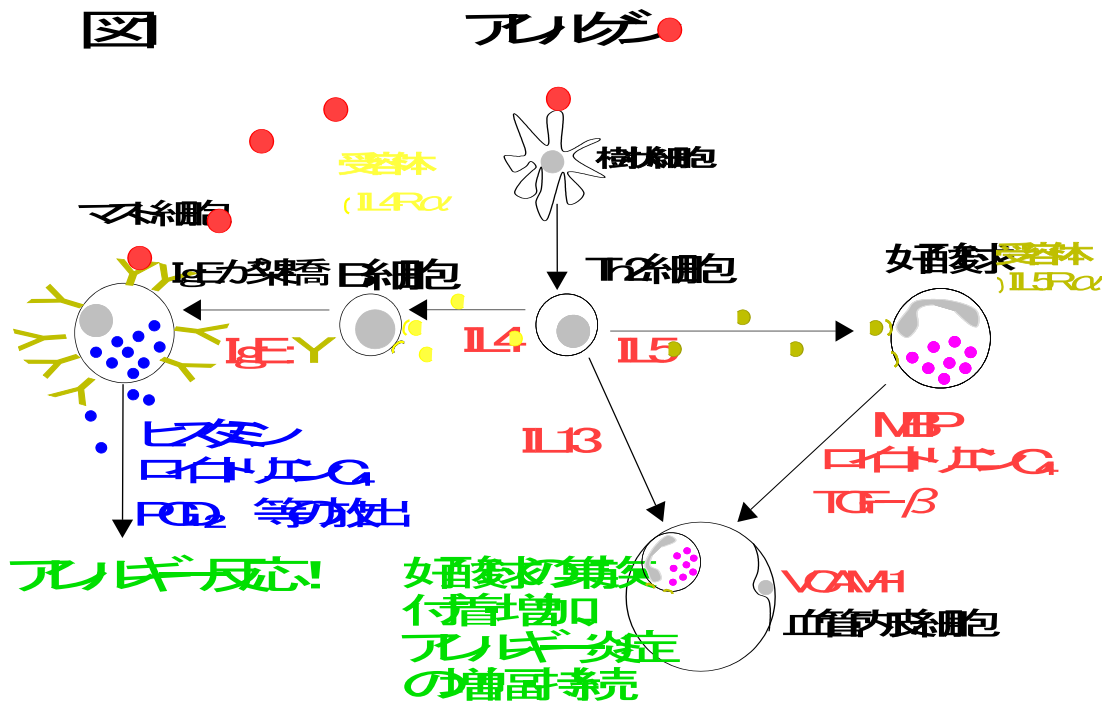 図1
アレルゲン
受容体
(IL4Rα
樹状細胞
マスト細胞
IgEが架橋
B細胞
Th2細胞
好酸球
受容体
)IL5Rα
IgE:
IL4
IL5
IL13
MBP
ロイコトリエンC4
TGF-β
ヒスタミン
ロイコトリエンC4
PGD2 等の放出
アレルギー反応!
好酸球の集簇
付着増加、
アレルギー炎症
の増幅持続
VCAM-1
血管内皮細胞